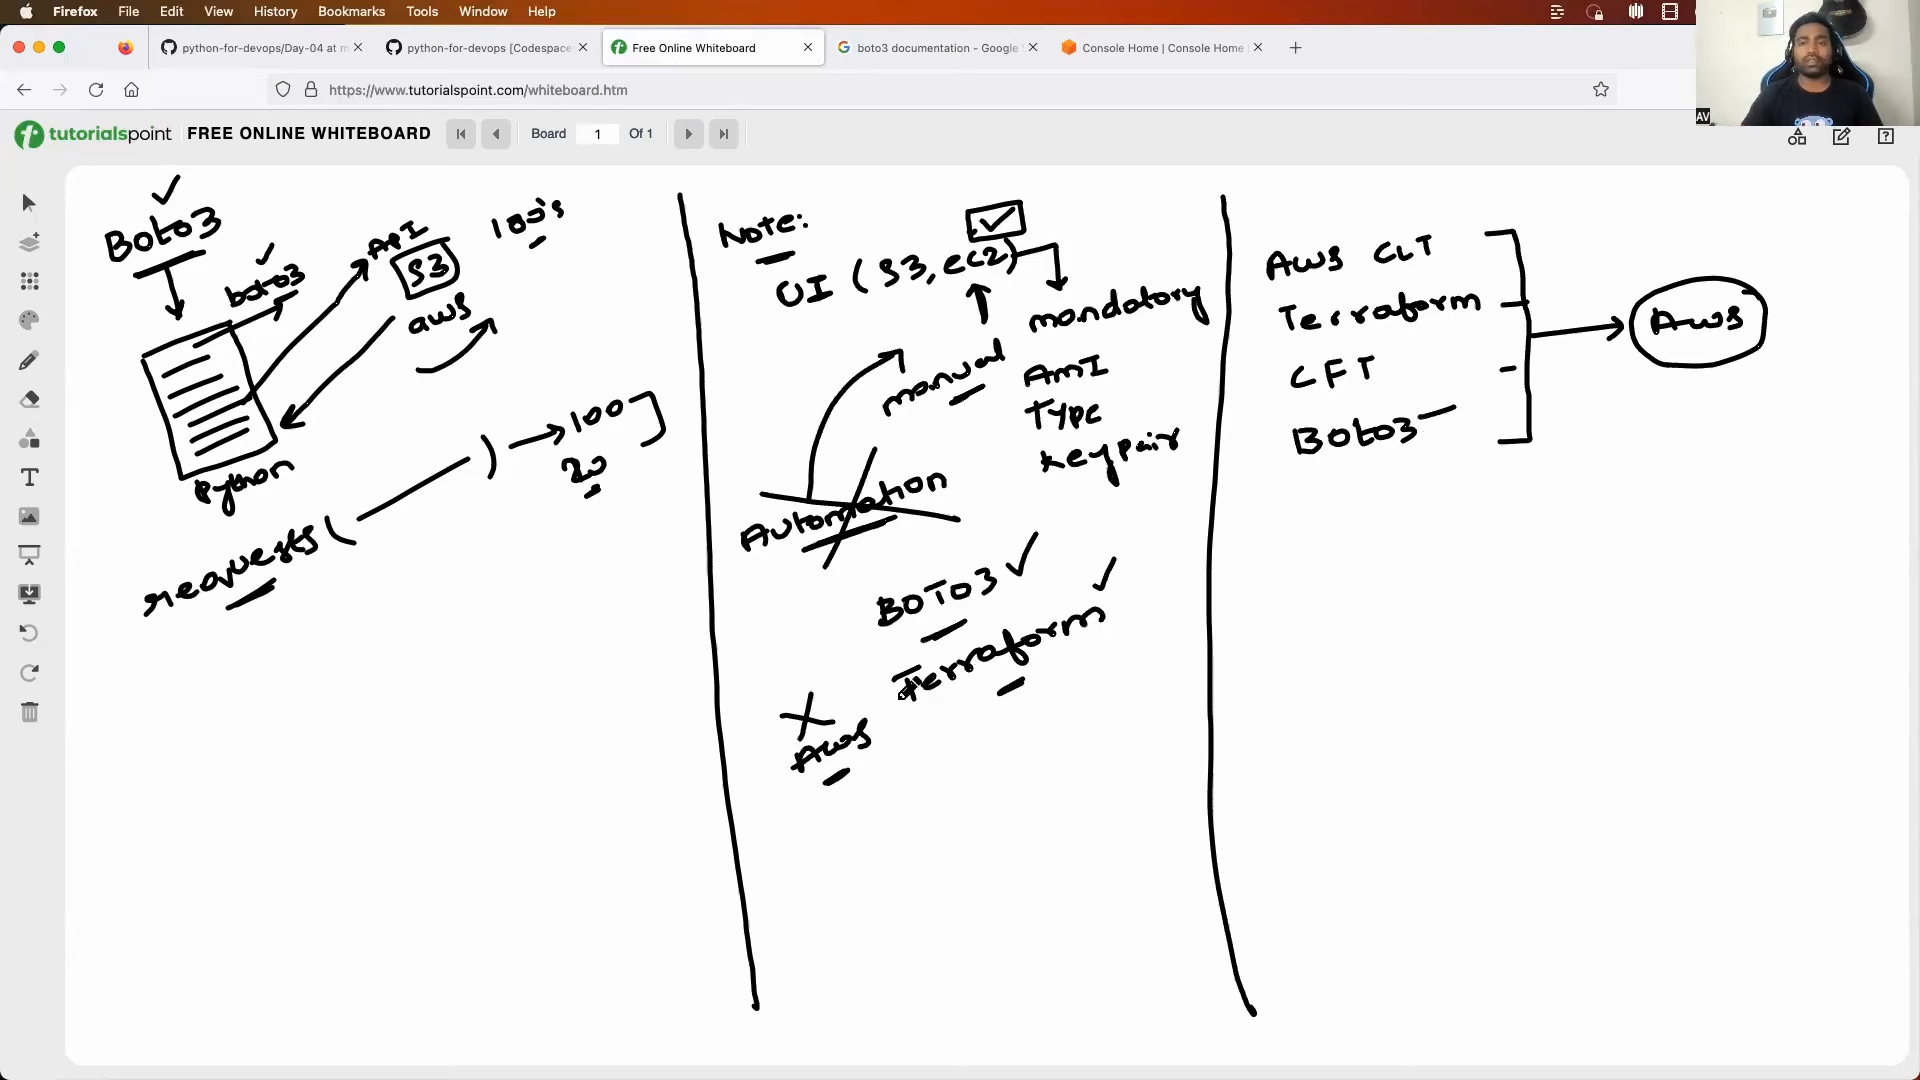 Firefox File Edit View History Bookmarks Tools Window Help
python-for-devops/Day-04 at m
python-for-devops [Codespace
Free Online Whiteboard
boto3 documentation - Google
Console Home | Console Home
https://www.tutorialspoint.com/whiteboard.htm
AV
tutorialspoint FREE ONLINE WHITEBOARD Board 1 Of 1
Boto3
boto3
API
S3
aws
100's
Python
requests ( ) 100
20
Note:
UI (S3, ec2)
mandatory
AMI
Type
keypair
manual
Automation
BOTO3
Terraform
Aws
Aws CLI
Terraform
CFT
Boto3
Aws